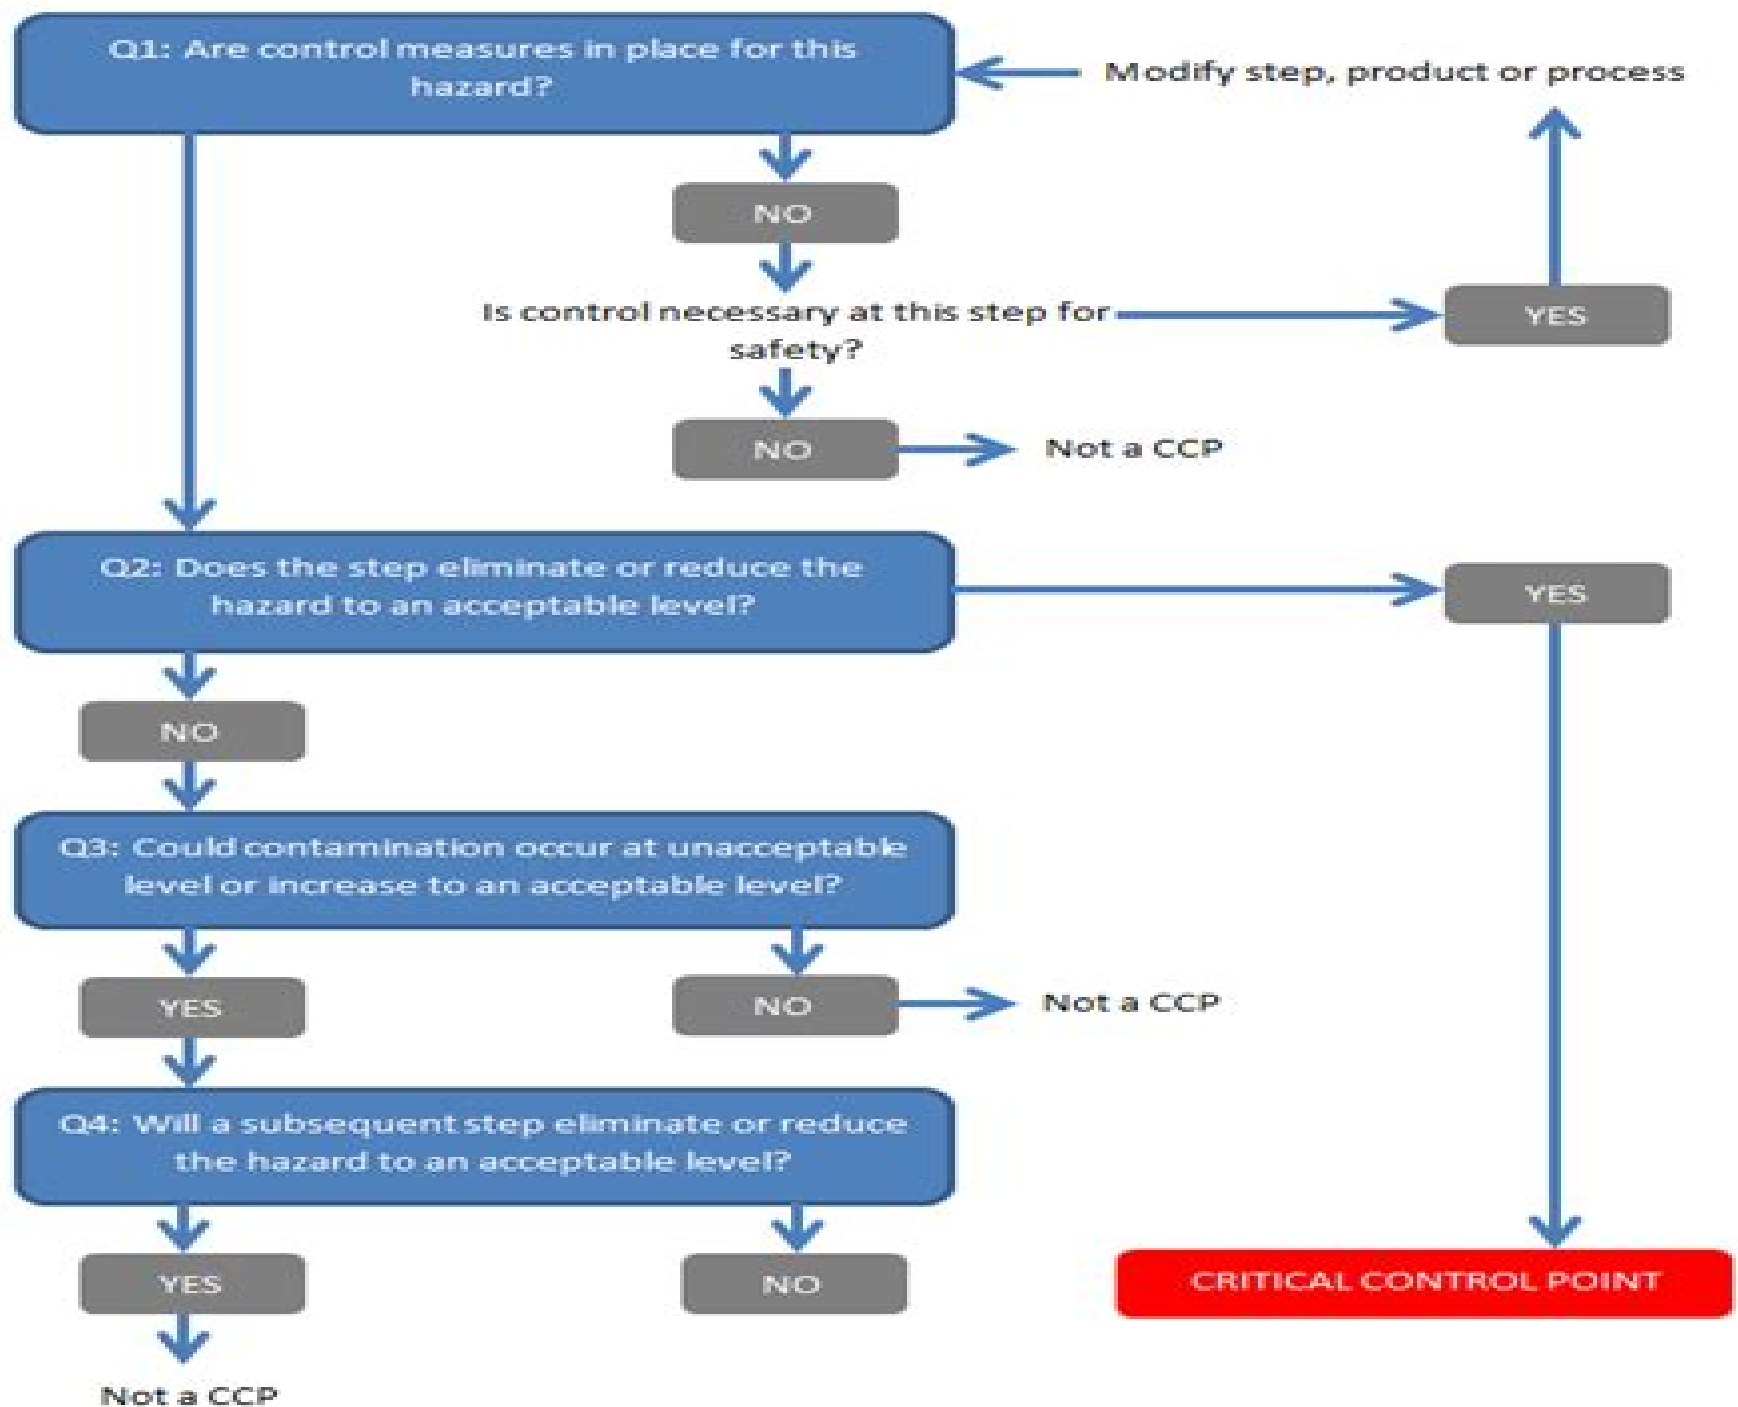 Q1: Are control measures in place for this
hazard?
Modify step, product or process
NO
Is control necessary at this step for
safety?
YES
NO
Not a CCP
Q2: Does the step eliminate or reduce the
hazard to an acceptable level?
YES
NO
Q3: Could contamination occur at unacceptable
level or increase to an acceptable level?
YES
NO
Not a CCP
Q4: Will a subsequent step eliminate or reduce
the hazard to an acceptable level?
YES
NO
CRITICAL CONTROL POINT
Not a CCP